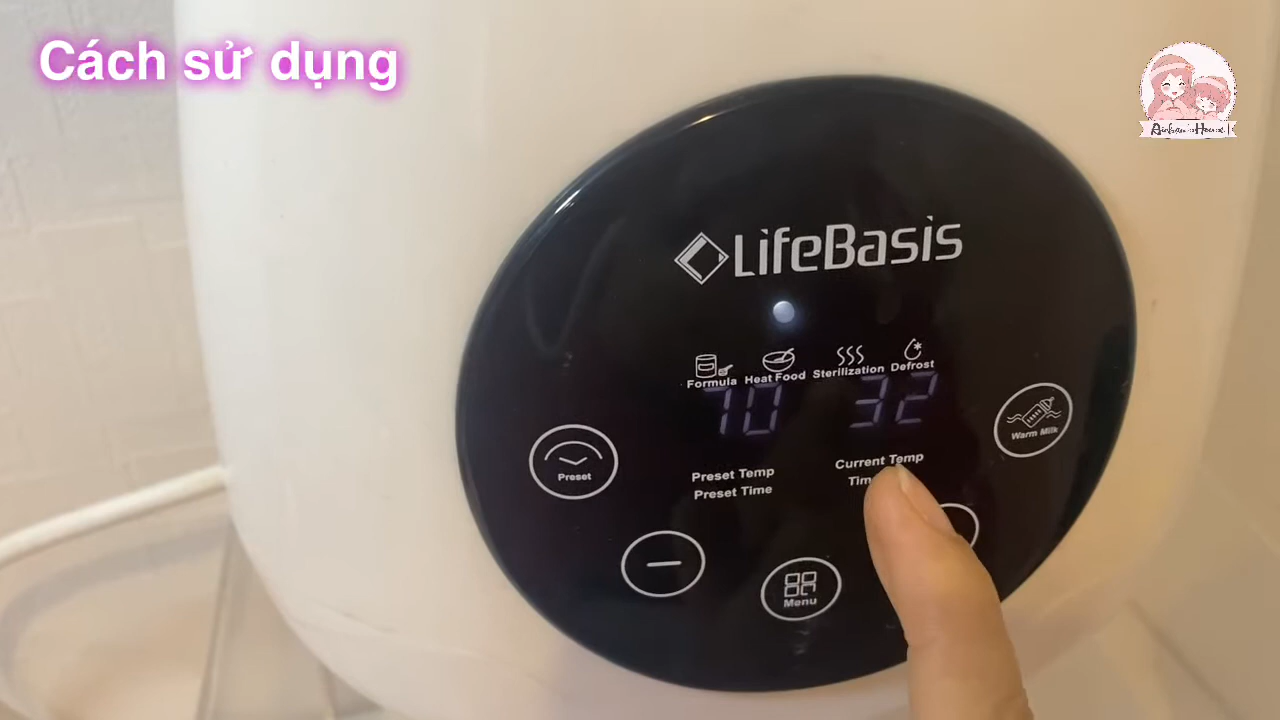 Cách sử dụng
LifeBasis
Formula Heat Food Sterilization Defrost
70 32
Preset
Warm Milk
Preset Temp Current Temp
Preset Time
Menu